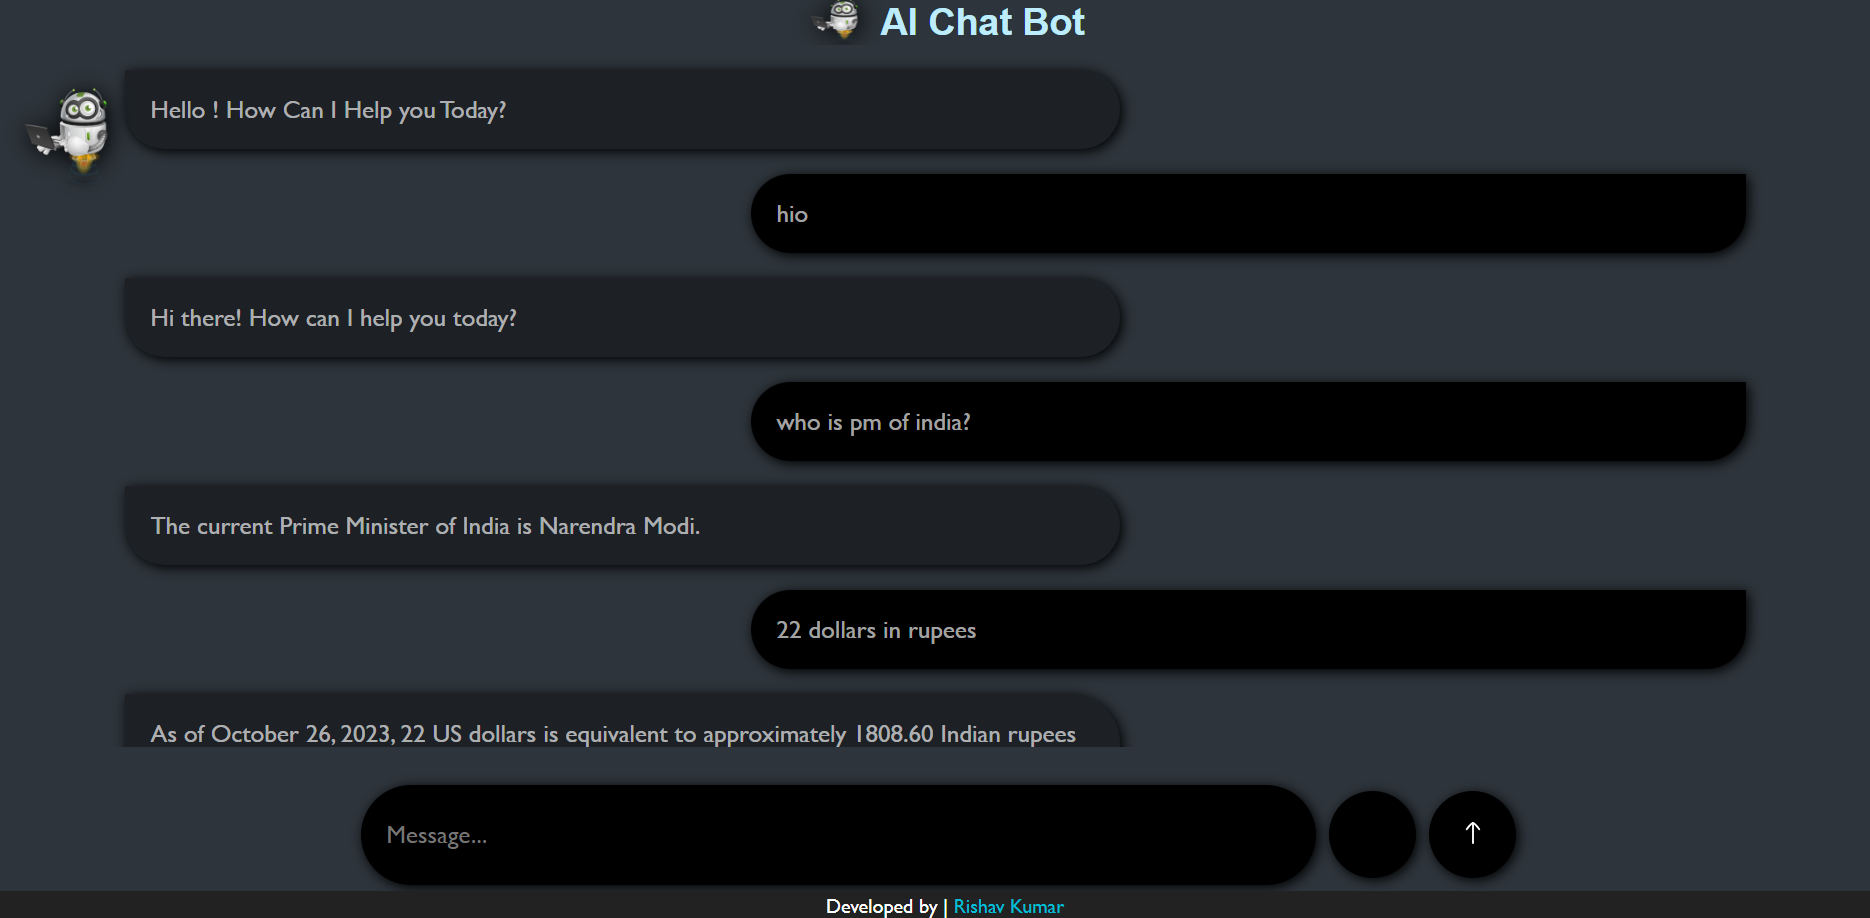 AI Chat Bot
Hello ! How Can I Help you Today?
hio
Hi there! How can I help you today?
who is pm of india?
The current Prime Minister of India is Narendra Modi.
22 dollars in rupees
As of October 26, 2023, 22 US dollars is equivalent to approximately 1808.60 Indian rupees
Message...
↑
Developed by | Rishav Kumar